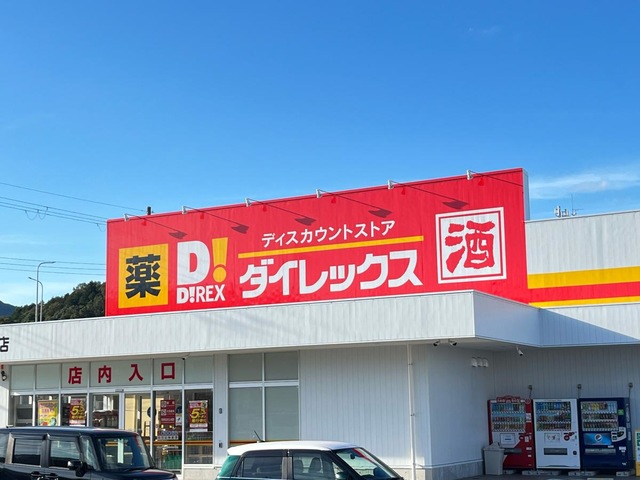 ディスカウントストア
薬
D!
D!REX
ダイレックス
酒
店
店内入口